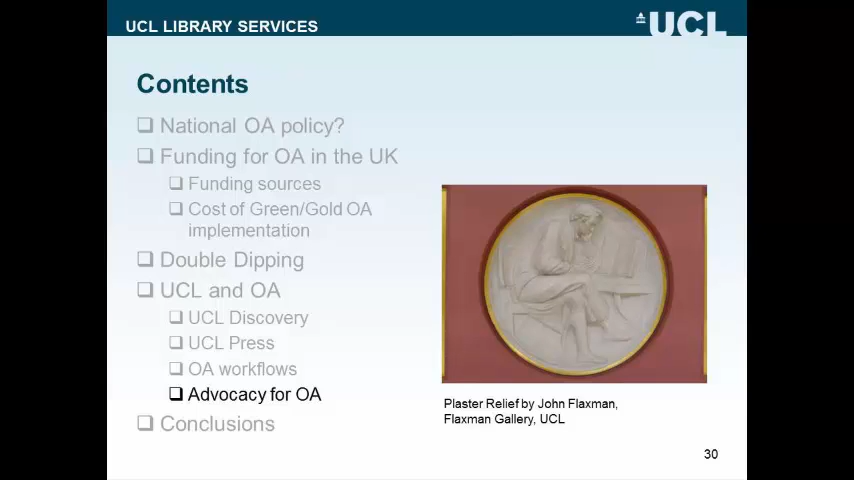 UCL LIBRARY SERVICES
UCL
Contents
National OA policy?
Funding for OA in the UK
Funding sources
Cost of Green/Gold OA
implementation
Double Dipping
UCL and OA
UCL Discovery
UCL Press
OA workflows
Advocacy for OA
Conclusions
Plaster Relief by John Flaxman,
Flaxman Gallery, UCL
30